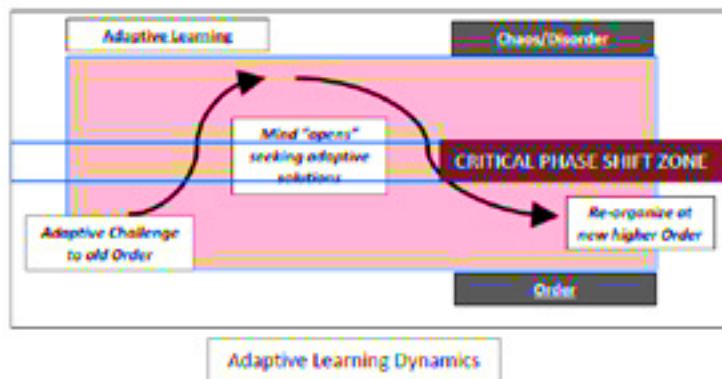 Adaptive Learning
Chaos/Disorder
Mind "opens"
seeking adaptive
solutions
CRITICAL PHASE SHIFT ZONE
Adaptive Challenge
to old Order
Re-organize at
new higher Order
Order
Adaptive Learning Dynamics